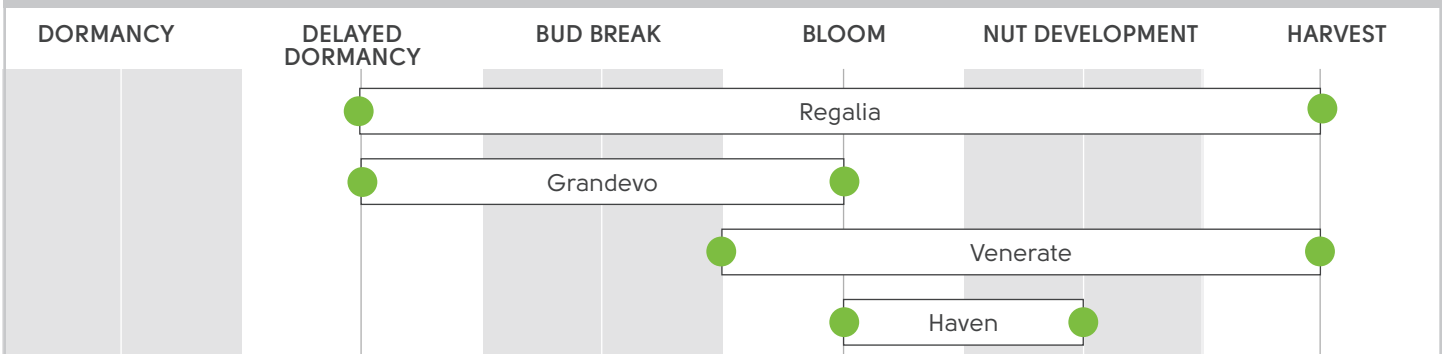 DORMANCY
DELAYED
DORMANCY
BUD BREAK
BLOOM
NUT DEVELOPMENT
HARVEST
Regalia
Grandevo
Venerate
Haven